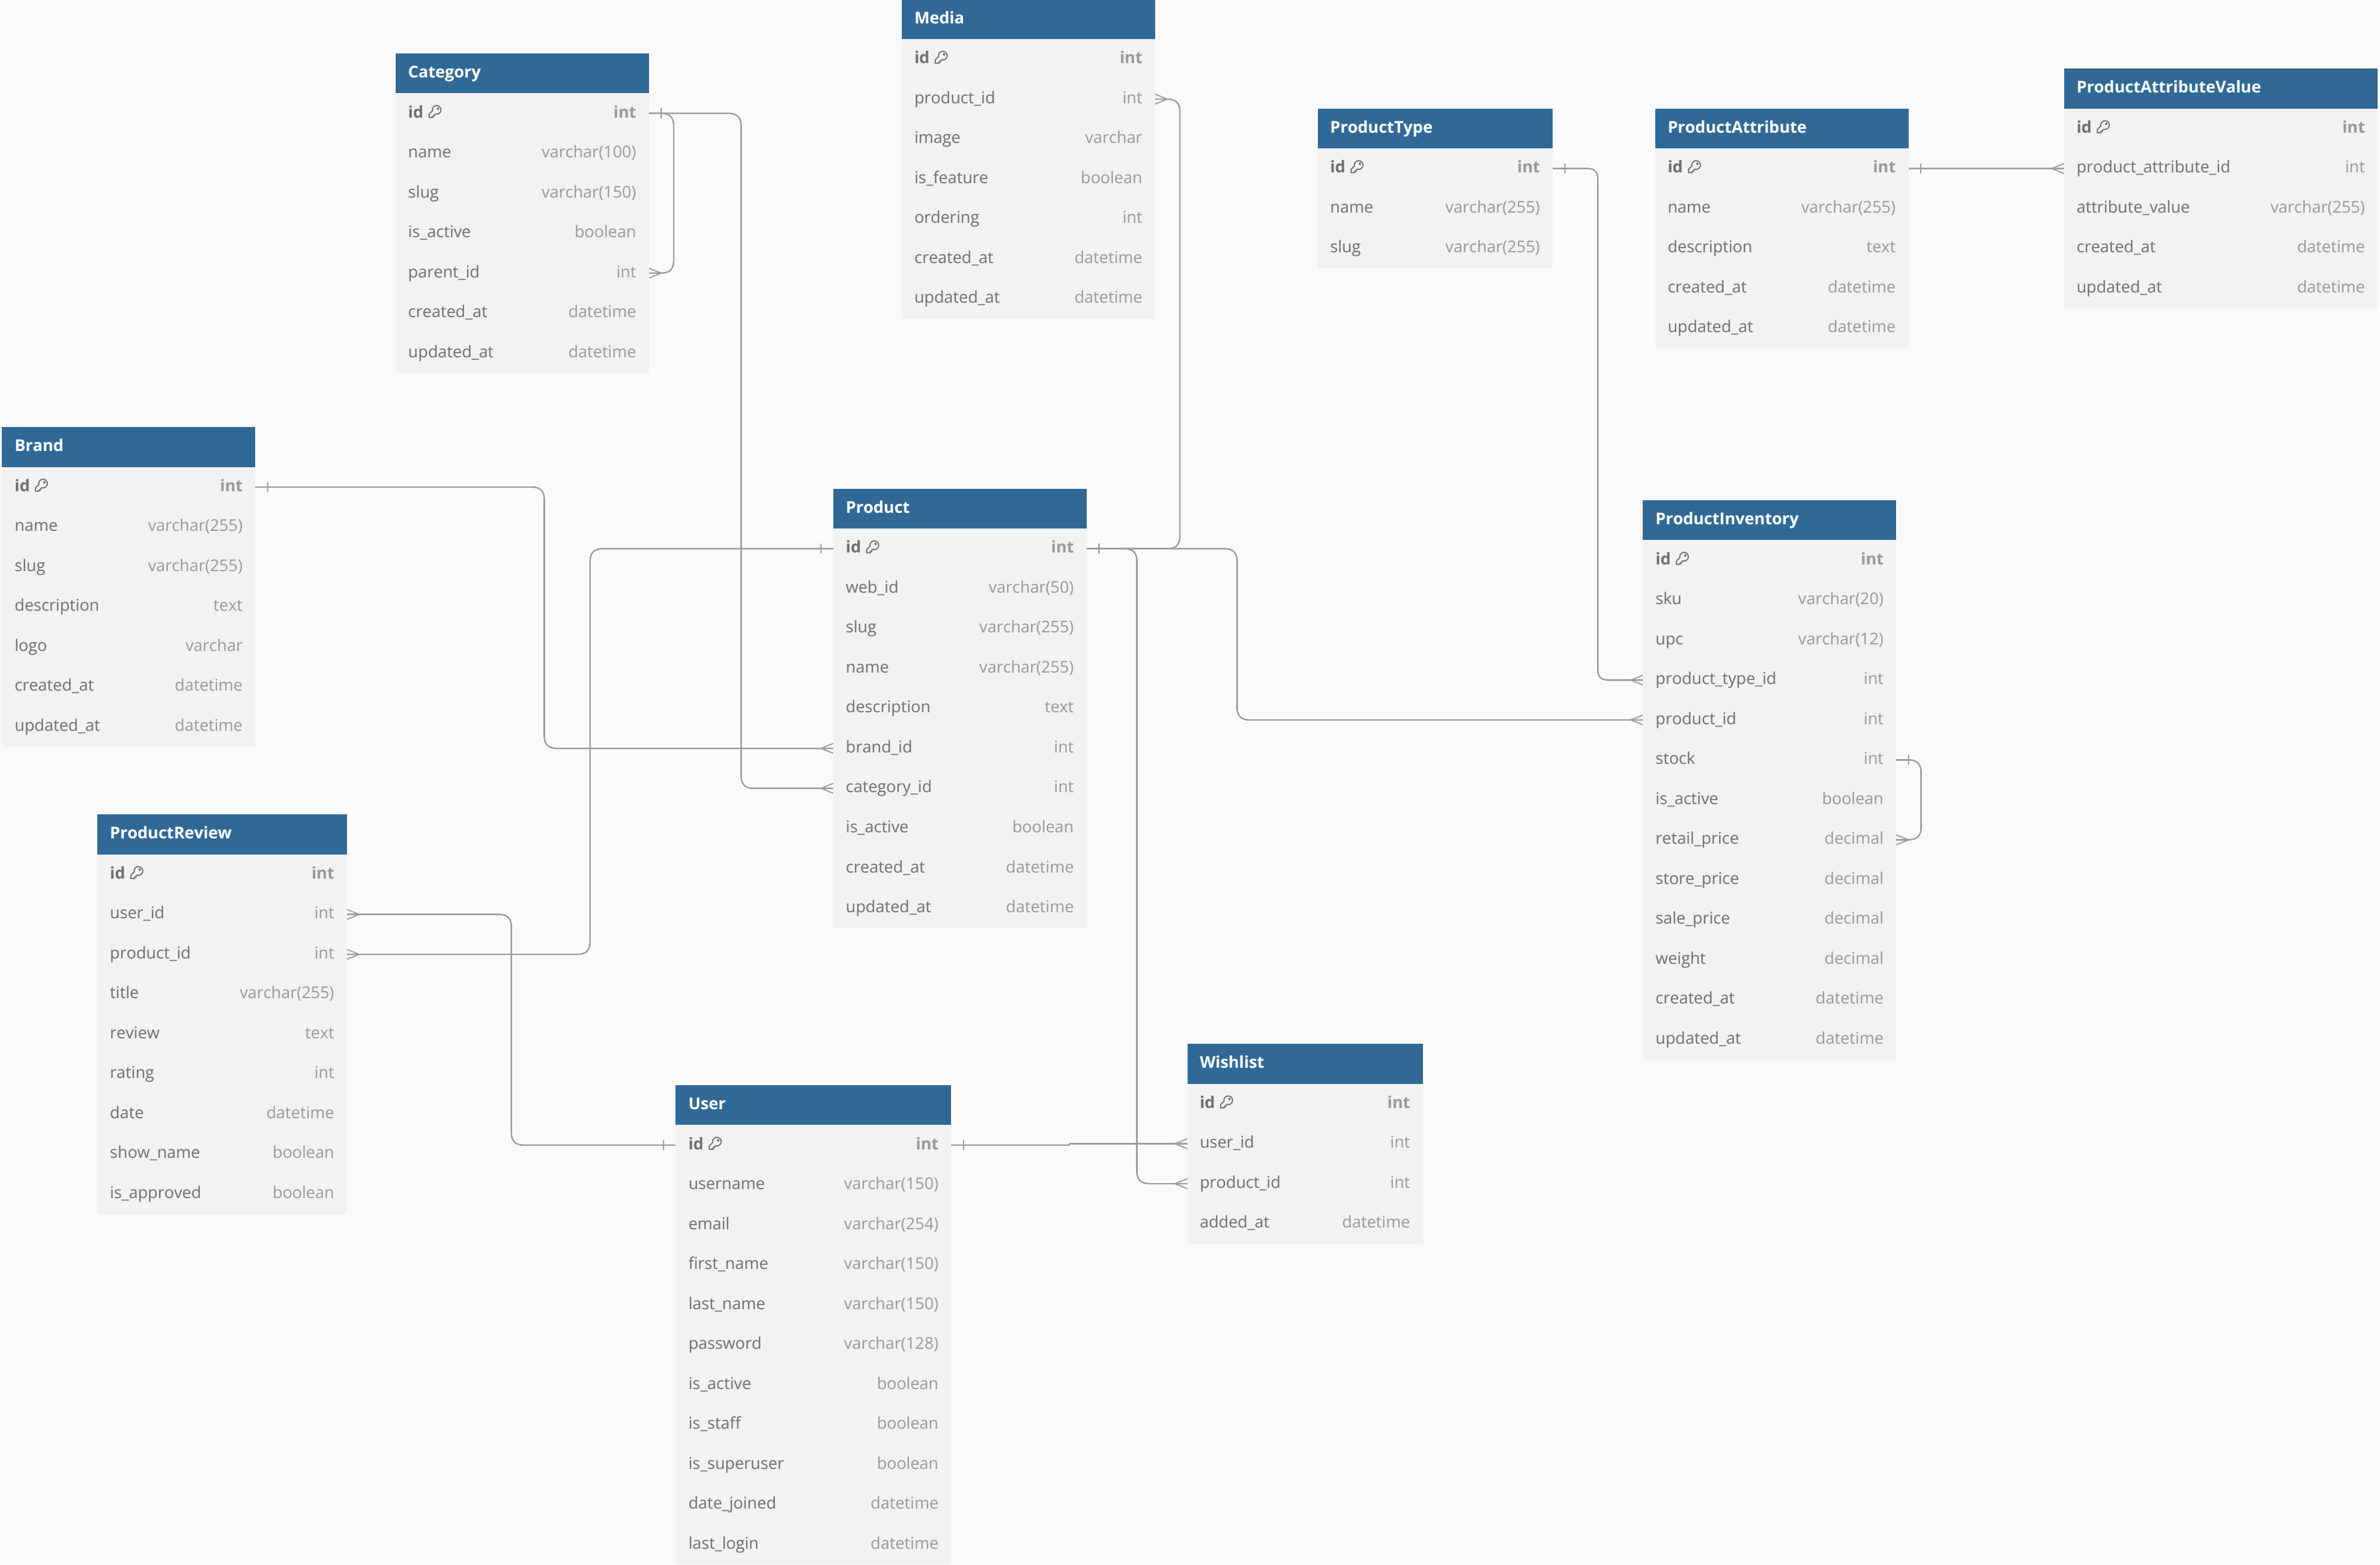 Media
id int
product_id int
image varchar
is_feature boolean
ordering int
created_at datetime
updated_at datetime
Category
id int
name varchar(100)
slug varchar(150)
is_active boolean
parent_id int
created_at datetime
updated_at datetime
ProductType
id int
name varchar(255)
slug varchar(255)
ProductAttribute
id int
name varchar(255)
description text
created_at datetime
updated_at datetime
ProductAttributeValue
id int
product_attribute_id int
attribute_value varchar(255)
created_at datetime
updated_at datetime
Brand
id int
name varchar(255)
slug varchar(255)
description text
logo varchar
created_at datetime
updated_at datetime
Product
id int
web_id varchar(50)
slug varchar(255)
name varchar(255)
description text
brand_id int
category_id int
is_active boolean
created_at datetime
updated_at datetime
ProductInventory
id int
sku varchar(20)
upc varchar(12)
product_type_id int
product_id int
stock int
is_active boolean
retail_price decimal
store_price decimal
sale_price decimal
weight decimal
created_at datetime
updated_at datetime
ProductReview
id int
user_id int
product_id int
title varchar(255)
review text
rating int
date datetime
show_name boolean
is_approved boolean
User
id int
username varchar(150)
email varchar(254)
first_name varchar(150)
last_name varchar(150)
password varchar(128)
is_active boolean
is_staff boolean
is_superuser boolean
date_joined datetime
last_login datetime
Wishlist
id int
user_id int
product_id int
added_at datetime